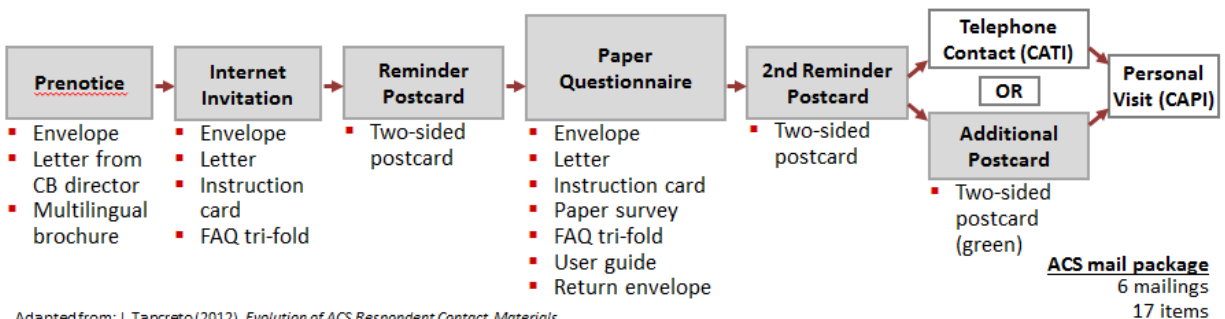 Prenotice
Envelope
Letter from
CB director
Multilingual
brochure
Internet
Invitation
Envelope
Letter
Instruction
card
FAQ tri-fold
Reminder
Postcard
Two-sided
postcard
Paper
Questionnaire
Envelope
Letter
Instruction card
Paper survey
FAQ tri-fold
User guide
Return envelope
2nd Reminder
Postcard
Two-sided
postcard
Telephone
Contact (CATI)
OR
Additional
Postcard
Two-sided
postcard
(green)
Personal
Visit (CAPI)
ACS mail package
6 mailings
17 items
Adapted from: J. Tancreto (2012). Evolution of ACS Respondent Contact Materials